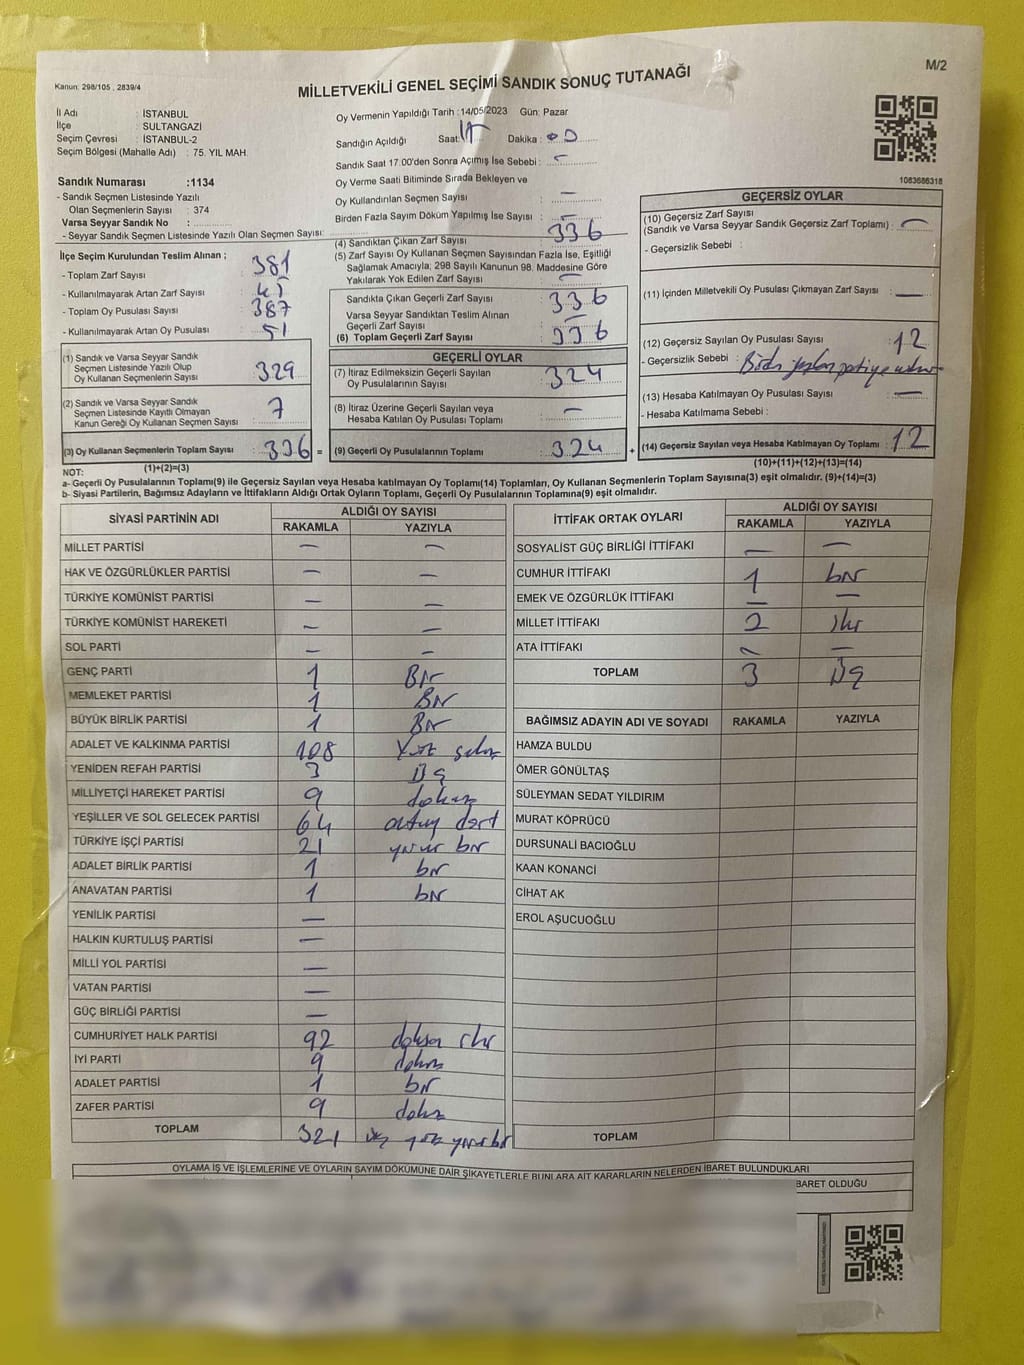 M/2
Kanun: 298/105 , 2839/4
MİLLETVEKİLİ GENEL SEÇİMİ SANDIK SONUÇ TUTANAĞI
İl Adı : İSTANBUL
İlçe : SULTANGAZİ
Seçim Çevresi : İSTANBUL-2
Seçim Bölgesi (Mahalle Adı) : 75. YIL MAH.
Sandık Numarası :1134
- Sandık Seçmen Listesinde Yazılı
Olan Seçmenlerin Sayısı : 374
Varsa Seyyar Sandık No :
- Seyyar Sandık Seçmen Listesinde Yazılı Olan Seçmen Sayısı:
Oy Vermenin Yapıldığı Tarih :14/05/2023 Gün: Pazar
Sandığın Açıldığı Saat: 17 Dakika :
Sandık Saat 17.00'den Sonra Açımış İse Sebebi : -
Oy Verme Saati Bitiminde Sırada Bekleyen ve
Oy Kullandırılan Seçmen Sayısı : —
Birden Fazla Sayım Döküm Yapılmış İse Sayısı : -
1083686318
İlçe Seçim Kurulundan Teslim Alınan ;
- Toplam Zarf Sayısı : 381
- Kullanılmayarak Artan Zarf Sayısı : 45
- Toplam Oy Pusulası Sayısı : 387
- Kullanılmayarak Artan Oy Pusulası : 51
(1) Sandık ve Varsa Seyyar Sandık
Seçmen Listesinde Yazılı Olup
Oy Kullanan Seçmenlerin Sayısı : 329
(2) Sandık ve Varsa Seyyar Sandık
Seçmen Listesinde Kayıtlı Olmayan
Kanun Gereği Oy Kullanan Seçmen Sayısı : 7
(3) Oy Kullanan Seçmenlerin Toplam Sayısı : 336 =
(1)+(2)=(3)
(4) Sandıktan Çıkan Zarf Sayısı : 336
(5) Zarf Sayısı Oy Kullanan Seçmen Sayısından Fazla İse, Eşitliği
Sağlamak Amacıyla; 298 Sayılı Kanunun 98. Maddesine Göre
Yakılarak Yok Edilen Zarf Sayısı : —
Sandıkta Çıkan Geçerli Zarf Sayısı : 336
Varsa Seyyar Sandıktan Teslim Alınan
Geçerli Zarf Sayısı : —
(6) Toplam Geçerli Zarf Sayısı : 336
GEÇERLİ OYLAR
(7) İtiraz Edilmeksizin Geçerli Sayılan
Oy Pusulalarının Sayısı : 324
(8) İtiraz Üzerine Geçerli Sayılan veya
Hesaba Katılan Oy Pusulası Toplamı : —
(9) Geçerli Oy Pusulalarının Toplamı : 324 +
GEÇERSİZ OYLAR
(10) Geçersiz Zarf Sayısı
(Sandık ve Varsa Seyyar Sandık Geçersiz Zarf Toplamı) : —
- Geçersizlik Sebebi :
(11) İçinden Milletvekili Oy Pusulası Çıkmayan Zarf Sayısı : —
(12) Geçersiz Sayılan Oy Pusulası Sayısı : 12
- Geçersizlik Sebebi :
(13) Hesaba Katılmayan Oy Pusulası Sayısı : —
- Hesaba Katılmama Sebebi :
(14) Geçersiz Sayılan veya Hesaba Katılmayan Oy Toplamı : 12
(10)+(11)+(12)+(13)=(14)
NOT:
a- Geçerli Oy Pusulalarının Toplamı(9) ile Geçersiz Sayılan veya Hesaba Katılmayan Oy Toplamı(14) Toplamları, Oy Kullanan Seçmenlerin Toplam Sayısına(3) eşit olmalıdır. (9)+(14)=(3)
b- Siyasi Partilerin, Bağımsız Adayların ve İttifakların Aldığı Ortak Oyların Toplamı, Geçerli Oy Pusulalarının Toplamına(9) eşit olmalıdır.
SİYASİ PARTİNİN ADI ALDIĞI OY SAYISI
RAKAMLA YAZIYLA
MİLLET PARTİSİ — —
HAK VE ÖZGÜRLÜKLER PARTİSİ — —
TÜRKİYE KOMÜNİST PARTİSİ — —
TÜRKİYE KOMÜNİST HAREKETİ — —
SOL PARTİ — —
GENÇ PARTİ 1 Bir
MEMLEKET PARTİSİ 1 Bir
BÜYÜK BİRLİK PARTİSİ 1 Bir
ADALET VE KALKINMA PARTİSİ 108 Yüz sekiz
YENİDEN REFAH PARTİSİ 3 Üç
MİLLİYETÇİ HAREKET PARTİSİ 9 dokuz
YEŞİLLER VE SOL GELECEK PARTİSİ 64 altmış dört
TÜRKİYE İŞÇİ PARTİSİ 21 yirmi bir
ADALET BİRLİK PARTİSİ 1 bir
ANAVATAN PARTİSİ 1 bir
YENİLİK PARTİSİ —
HALKIN KURTULUŞ PARTİSİ —
MİLLİ YOL PARTİSİ —
VATAN PARTİSİ —
GÜÇ BİRLİĞİ PARTİSİ —
CUMHURİYET HALK PARTİSİ 92 doksan iki
İYİ PARTİ 9 dokuz
ADALET PARTİSİ 1 bir
ZAFER PARTİSİ 9 dokuz
TOPLAM 321 üç yüz yirmi bir
İTTİFAK ORTAK OYLARI ALDIĞI OY SAYISI
RAKAMLA YAZIYLA
SOSYALİST GÜÇ BİRLİĞİ İTTİFAKI — —
CUMHUR İTTİFAKI 1 bir
EMEK VE ÖZGÜRLÜK İTTİFAKI — —
MİLLET İTTİFAKI 2 iki
ATA İTTİFAKI — —
TOPLAM 3 Üç
BAĞIMSIZ ADAYIN ADI VE SOYADI RAKAMLA YAZIYLA
HAMZA BULDU
ÖMER GÖNÜLTAŞ
SÜLEYMAN SEDAT YILDIRIM
MURAT KÖPRÜCÜ
DURSUNALİ BACIOĞLU
KAAN KONANCİ
CİHAT AK
EROL AŞUCUOĞLU
TOPLAM
OYLAMA İŞ VE İŞLEMLERİNE VE OYLARIN SAYIM DÖKÜMÜNE DAİR ŞİKAYETLERLE BUNLARA AİT KARARLARIN NELERDEN İBARET BULUNDUKLARI
BARET OLDUĞU